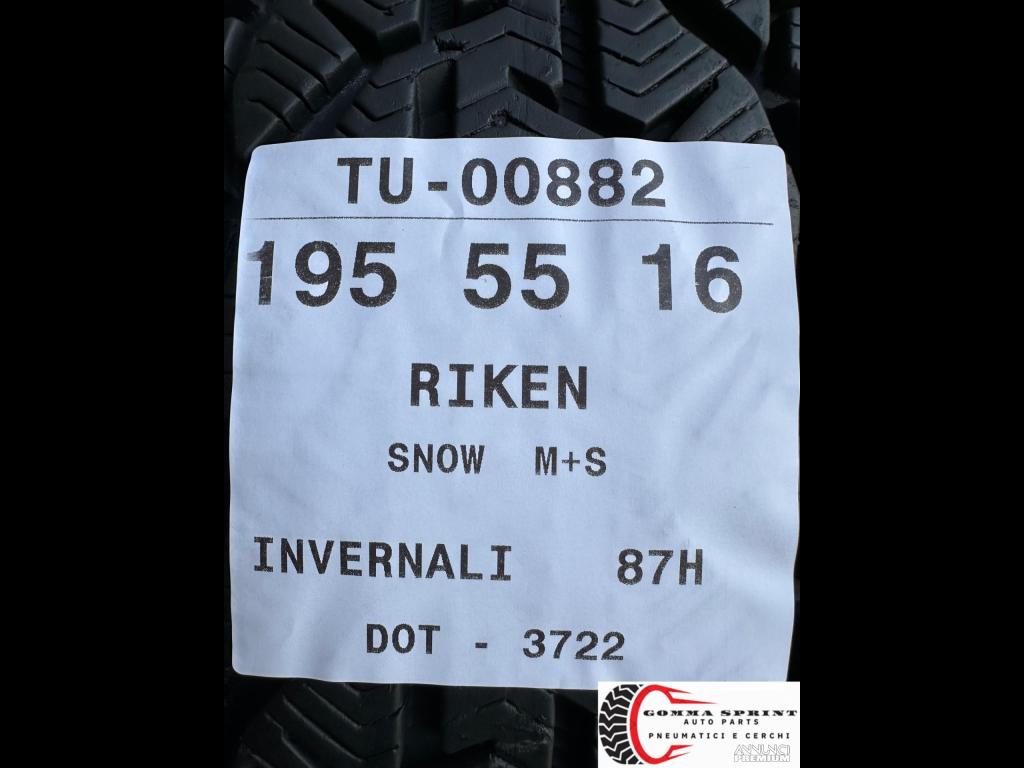 TU-00882
195 55 16
RIKEN
SNOW M+S
INVERNALI 87H
DOT - 3722
GOMMA SPRINT
AUTO PARTS
PNEUMATICI E CERCHI
ANNUNCI
PREMIUM